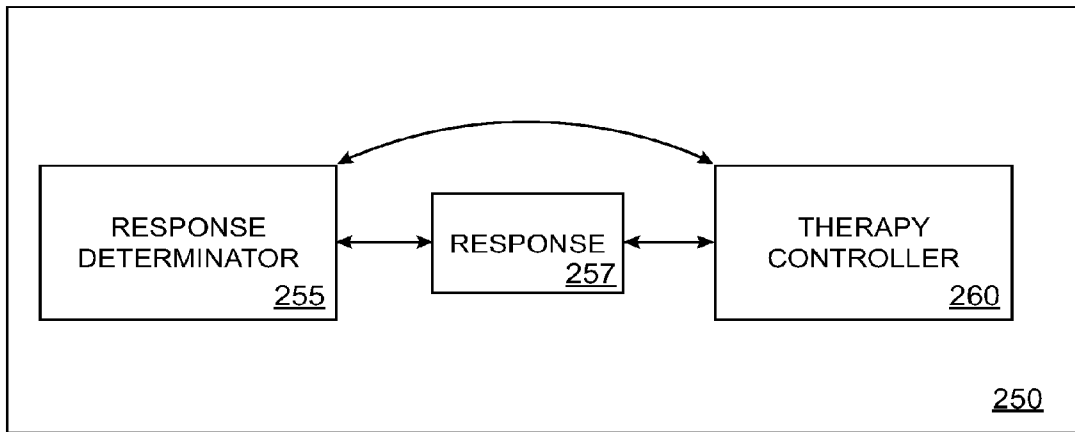 RESPONSE
DETERMINATOR
255
RESPONSE
257
THERAPY
CONTROLLER
260
250